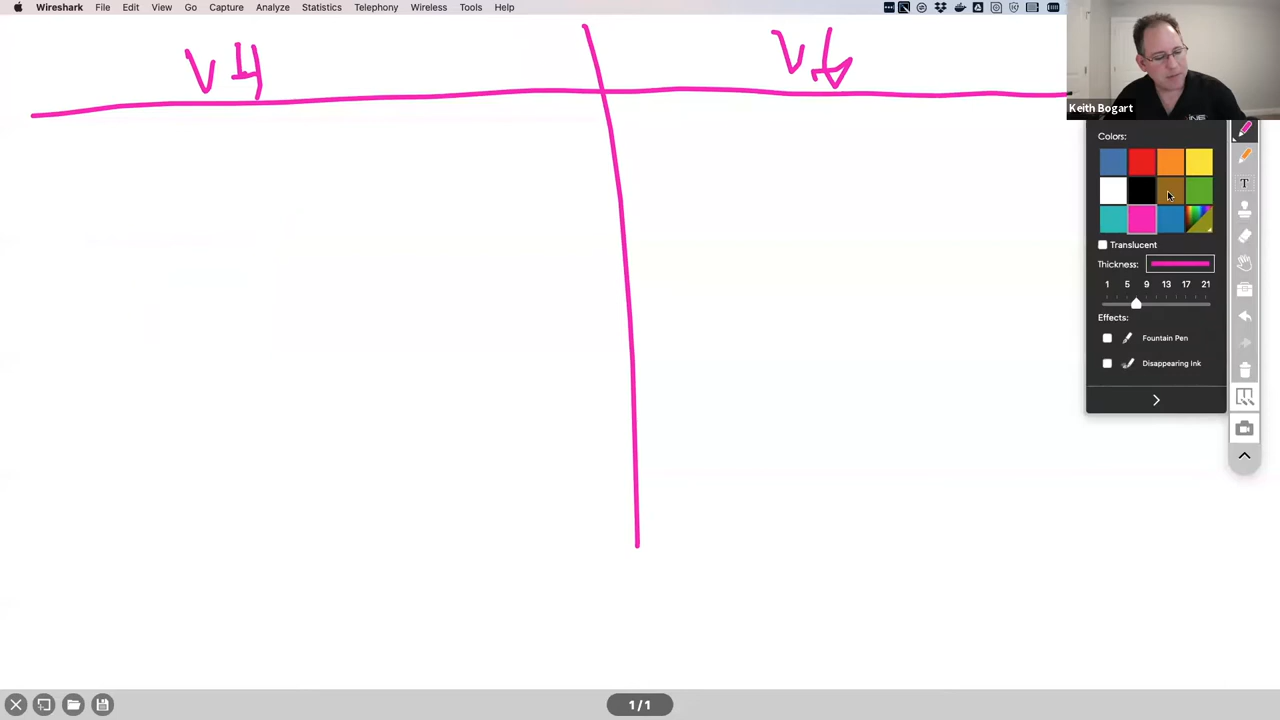 Wireshark File Edit View Go Capture Analyze Statistics Telephony Wireless Tools Help
v4 v6
Keith Bogart
INE
Colors:
T
Translucent
Thickness:
1 5 9 13 17 21
Effects:
Fountain Pen
Disappearing Ink
1/1